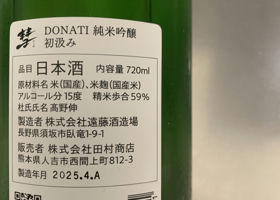 彗 DONATI 純米吟醸
初汲み
品目 日本酒 内容量 720ml
原材料名 米(国産)、米麹(国産米)
アルコール分 15度 精米歩合 59%
杜氏氏名 高野伸
製造者 株式会社遠藤酒造場
長野県須坂市臥竜1-9-1
販売者 株式会社田村商店
熊本県人吉市西間上町812-3
製造年月 2025.4.A